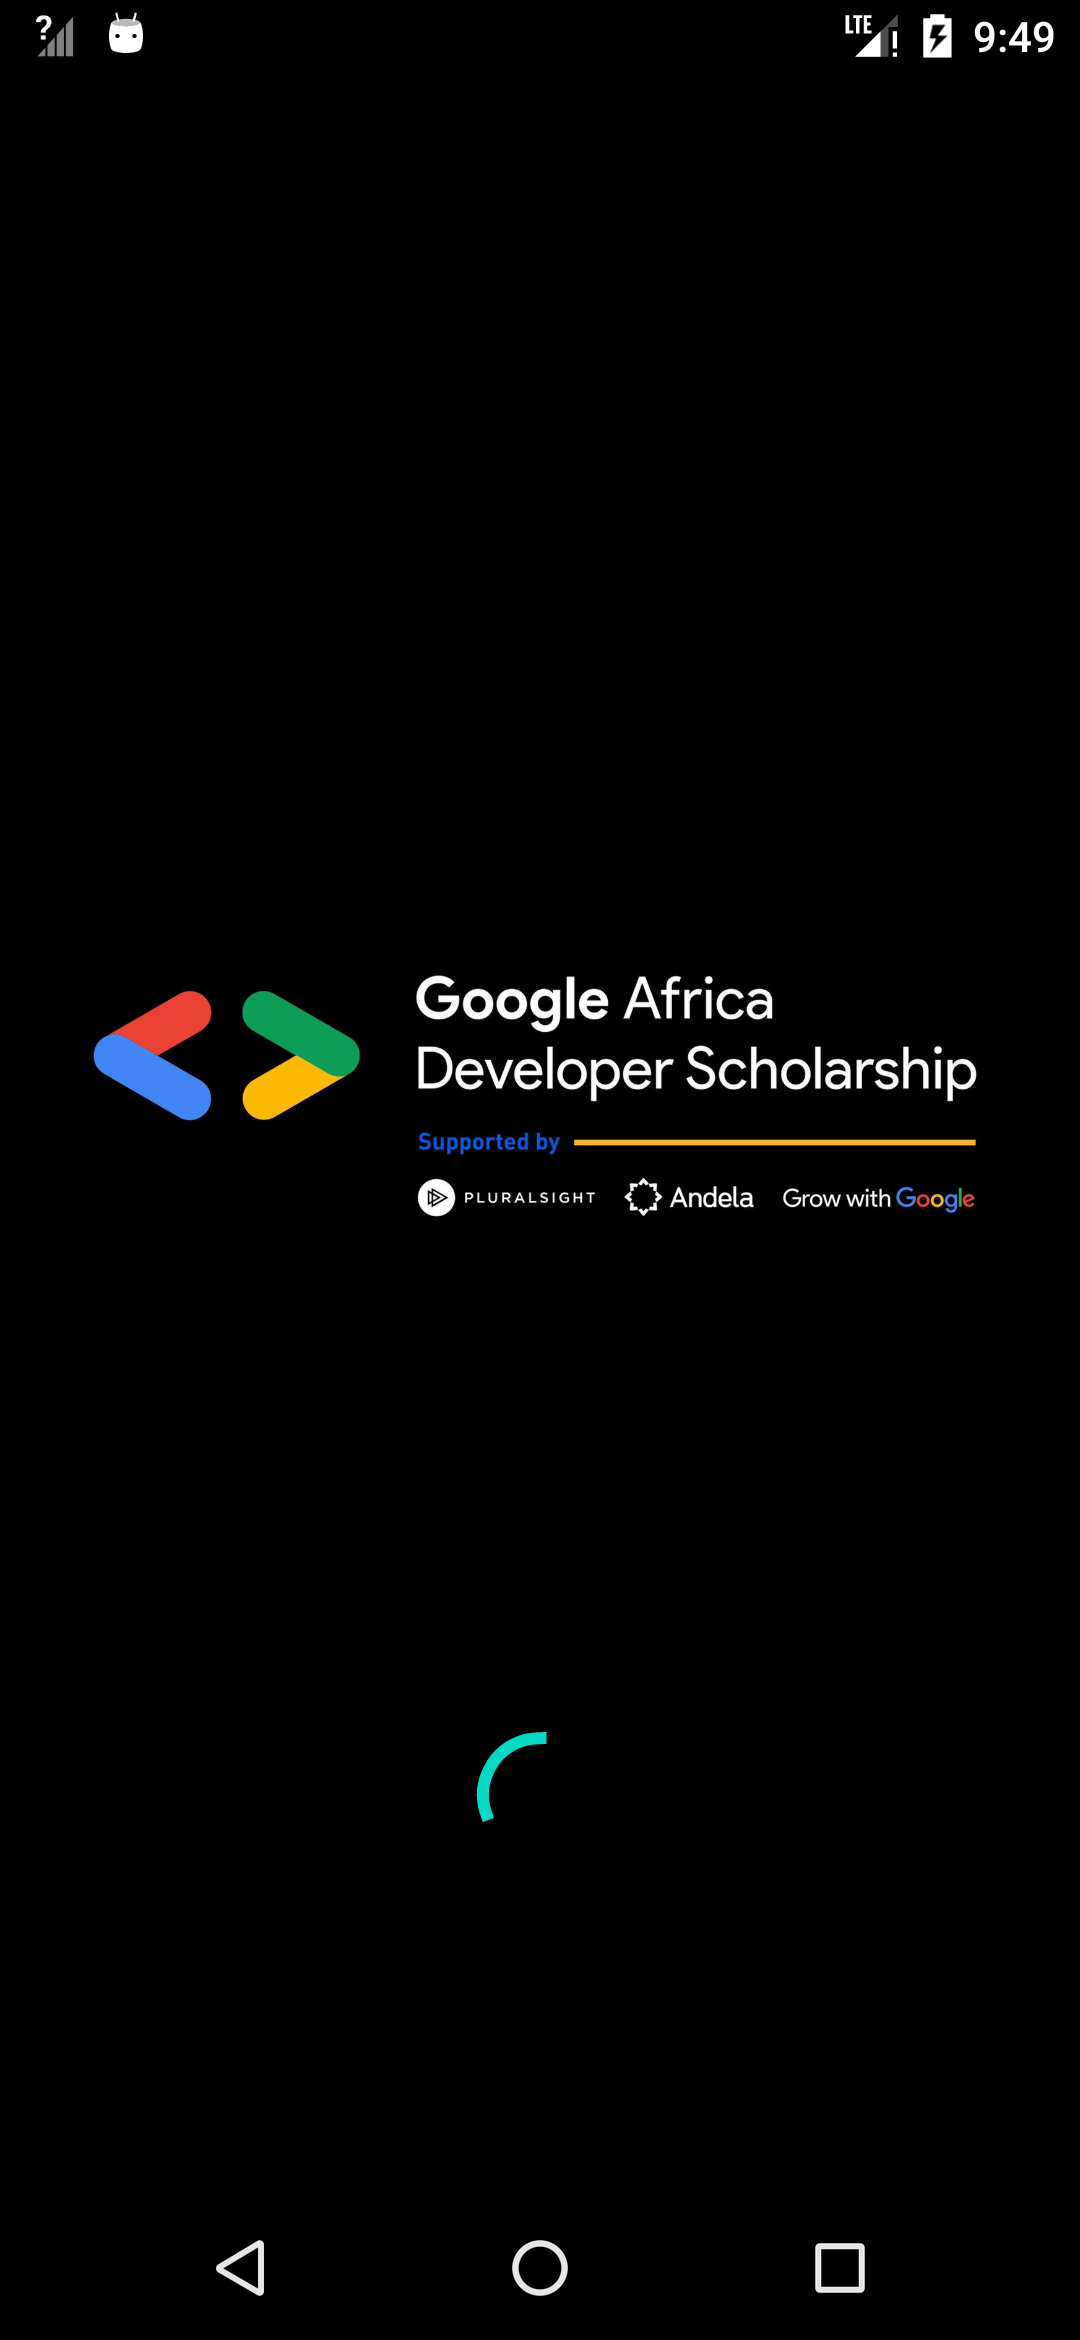 ? LTE ! 9:49
Google Africa
Developer Scholarship
Supported by
PLURALSIGHT Andela Grow with Google